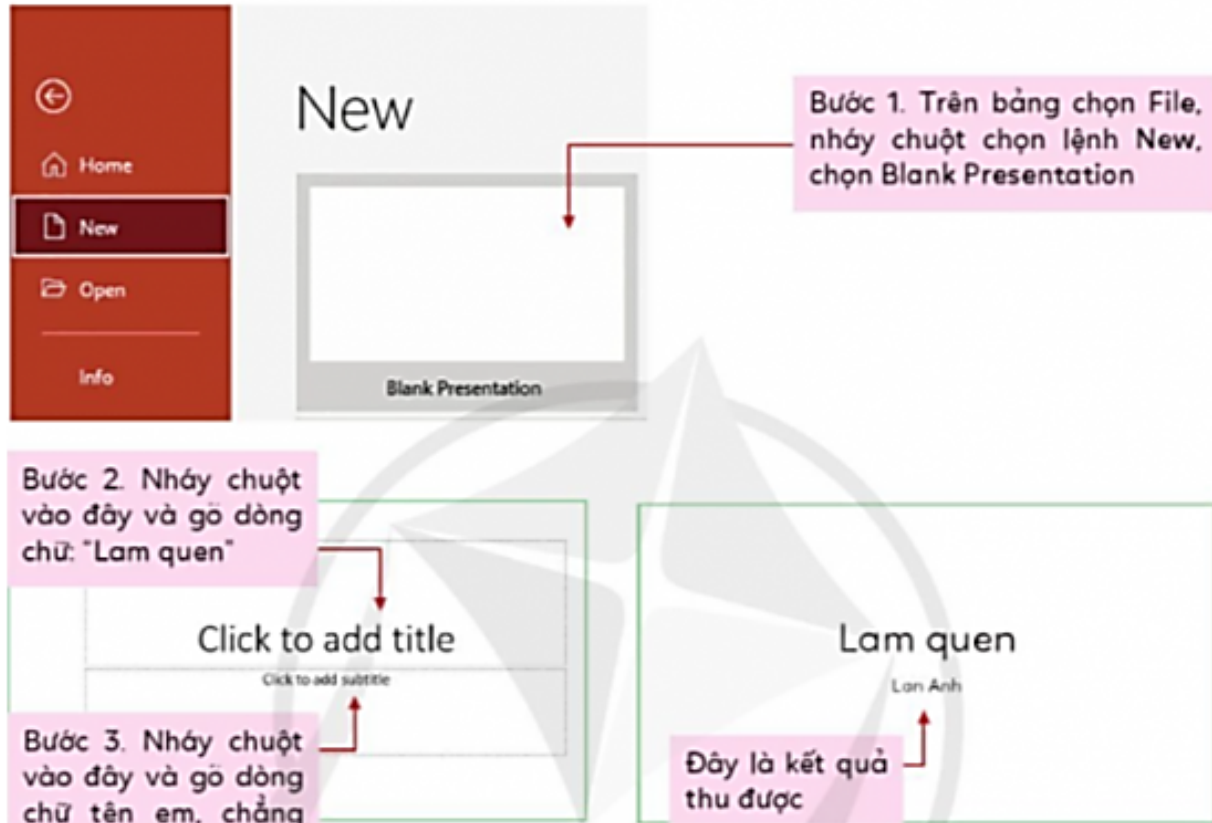 New
Home
New
Open
Info
Blank Presentation
Bước 1. Trên bảng chọn File,
nháy chuột chọn lệnh New,
chọn Blank Presentation
Bước 2. Nháy chuột
vào đây và gõ dòng
chữ: "Lam quen"
Click to add title
Click to add subtitle
Bước 3. Nháy chuột
vào đây và gõ dòng
chữ tên em, chẳng
Lam quen
Lan Anh
Đây là kết quả
thu được